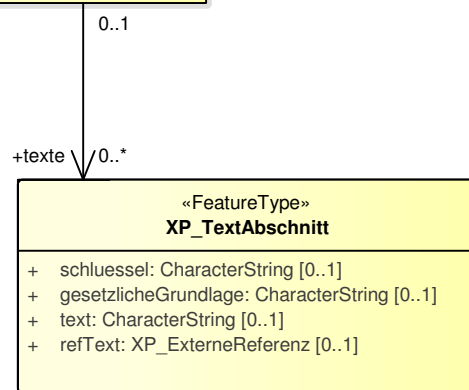 0..1
+texte 0..*
«FeatureType»
XP_TextAbschnitt
+ schluessel: CharacterString [0..1]
+ gesetzlicheGrundlage: CharacterString [0..1]
+ text: CharacterString [0..1]
+ refText: XP_ExterneReferenz [0..1]